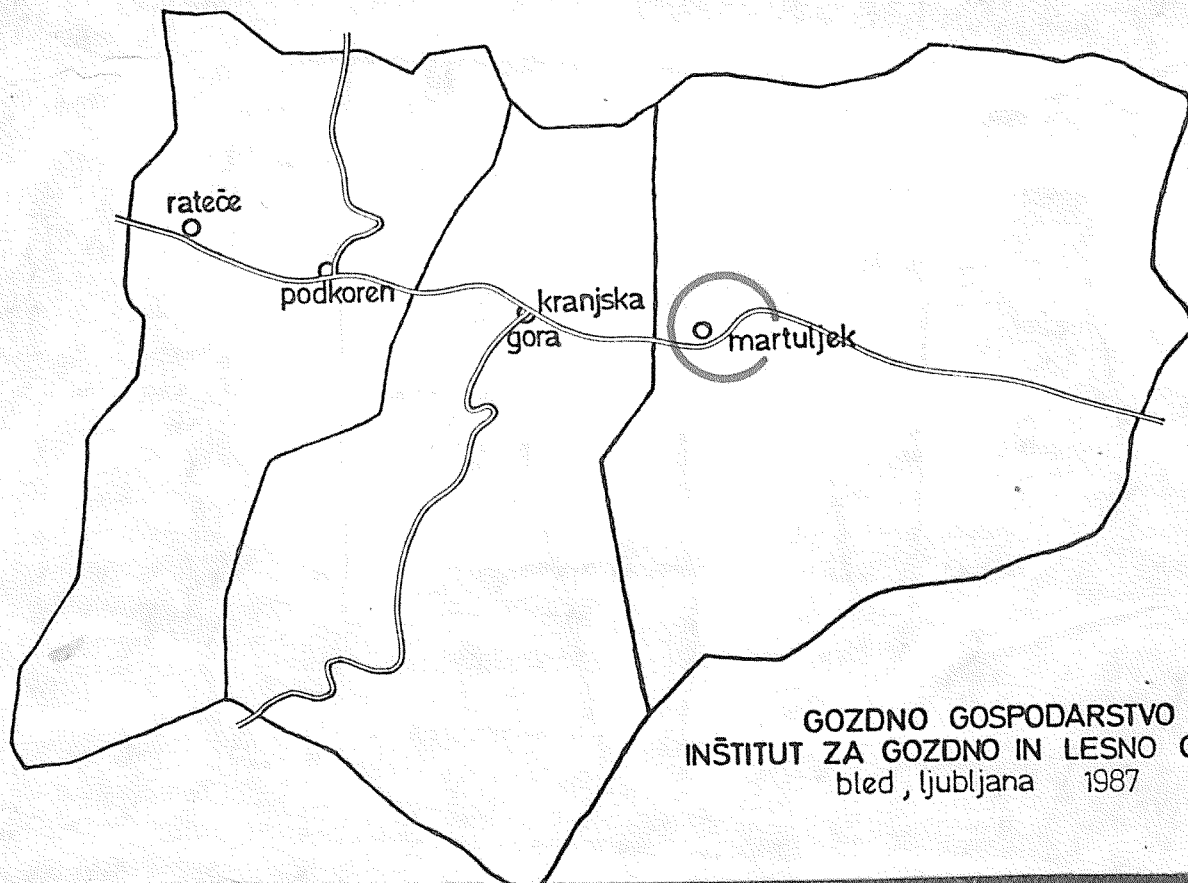 rateče
podkoren
kranjska
gora
martuljek
GOZDNO GOSPODARSTVO
INŠTITUT ZA GOZDNO IN LESNO
bled, ljubljana 1987